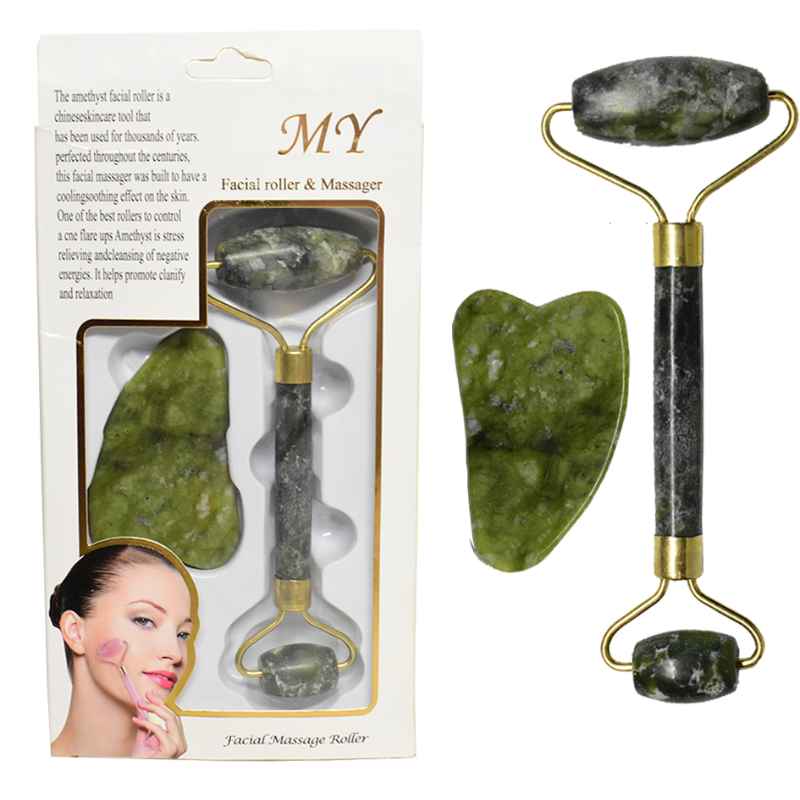 The amethyst facial roller is a
chineseskincare tool that
has been used for thousands of years.
perfected throughout the centuries,
this facial massager was built to have a
coolingsoothing effect on the skin.
One of the best rollers to control
a cne flare ups Amethyst is stress
relieving andcleansing of negative
energies. It helps promote clanify
and relaxation
MY
Facial roller & Massager
Facial Massage Roller